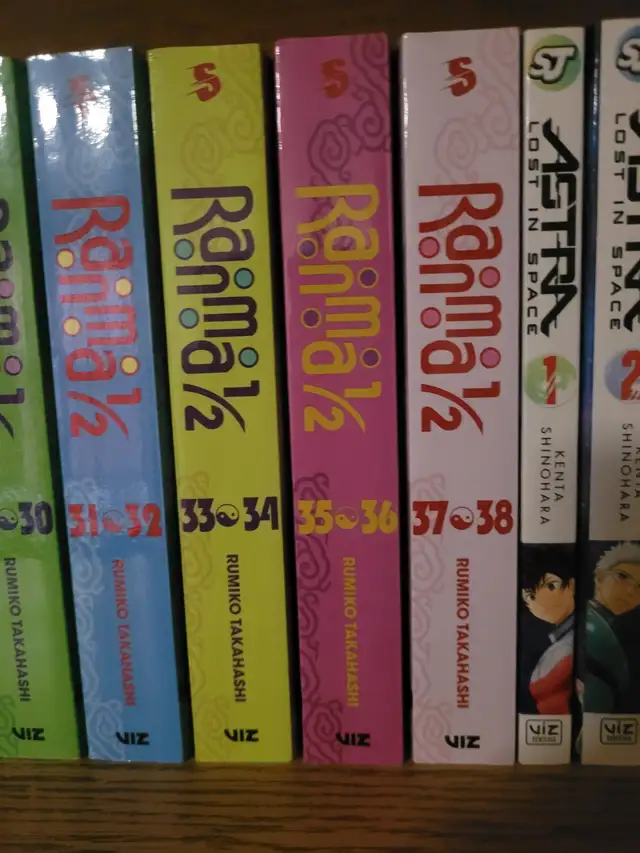 30
S
Ranma 1/2
31 32
RUMIKO TAKAHASHI
VIZ
S
Ranma 1/2
33 34
RUMIKO TAKAHASHI
VIZ
S
Ranma 1/2
35 36
RUMIKO TAKAHASHI
VIZ
S
Ranma 1/2
37 38
RUMIKO TAKAHASHI
VIZ
SJ
ASTRA
LOST IN SPACE
1
KENTA
SHINOHARA
VIZ
SJ
ASTRA
LOST IN SPACE
2
KENTA
SHINOHARA
VIZ
RUMIKO TAKAHASHI
VIZ